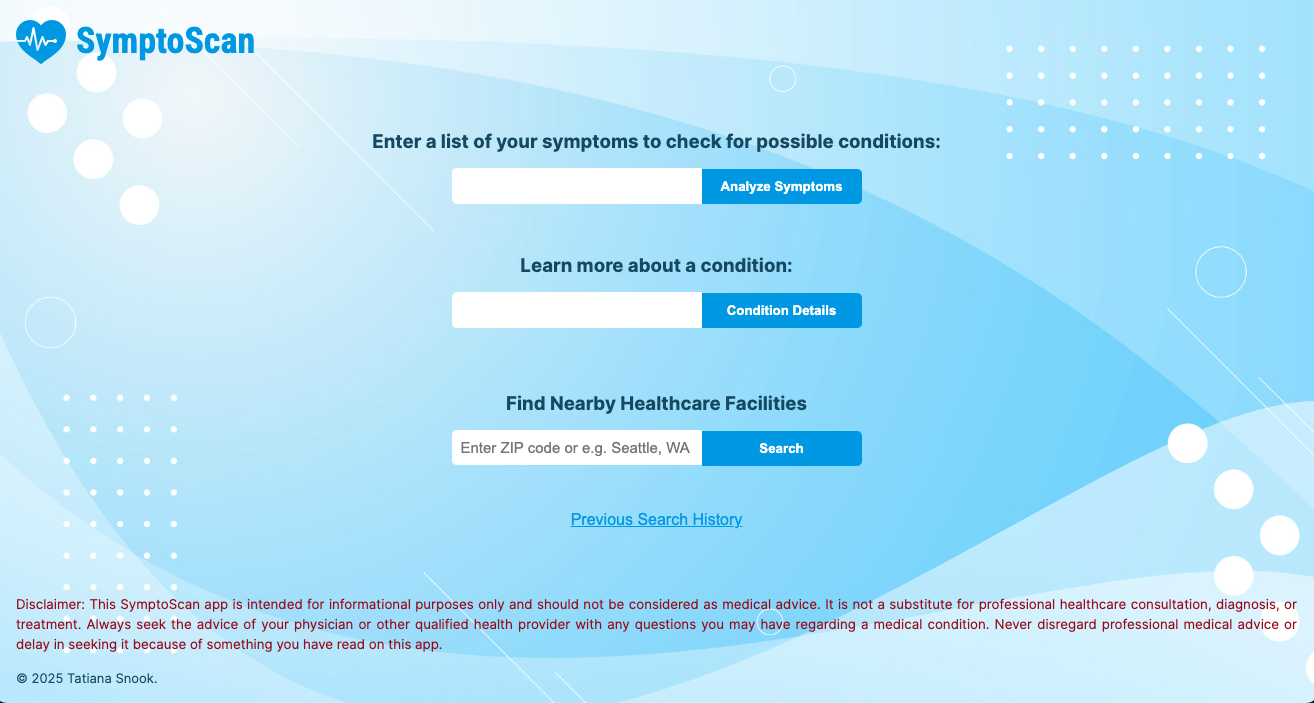 SymptoScan
Enter a list of your symptoms to check for possible conditions:
Analyze Symptoms
Learn more about a condition:
Condition Details
Find Nearby Healthcare Facilities
Enter ZIP code or e.g. Seattle, WA
Search
Previous Search History
Disclaimer: This SymptoScan app is intended for informational purposes only and should not be considered as medical advice. It is not a substitute for professional healthcare consultation, diagnosis, or
treatment. Always seek the advice of your physician or other qualified health provider with any questions you may have regarding a medical condition. Never disregard professional medical advice or
delay in seeking it because of something you have read on this app.
© 2025 Tatiana Snook.